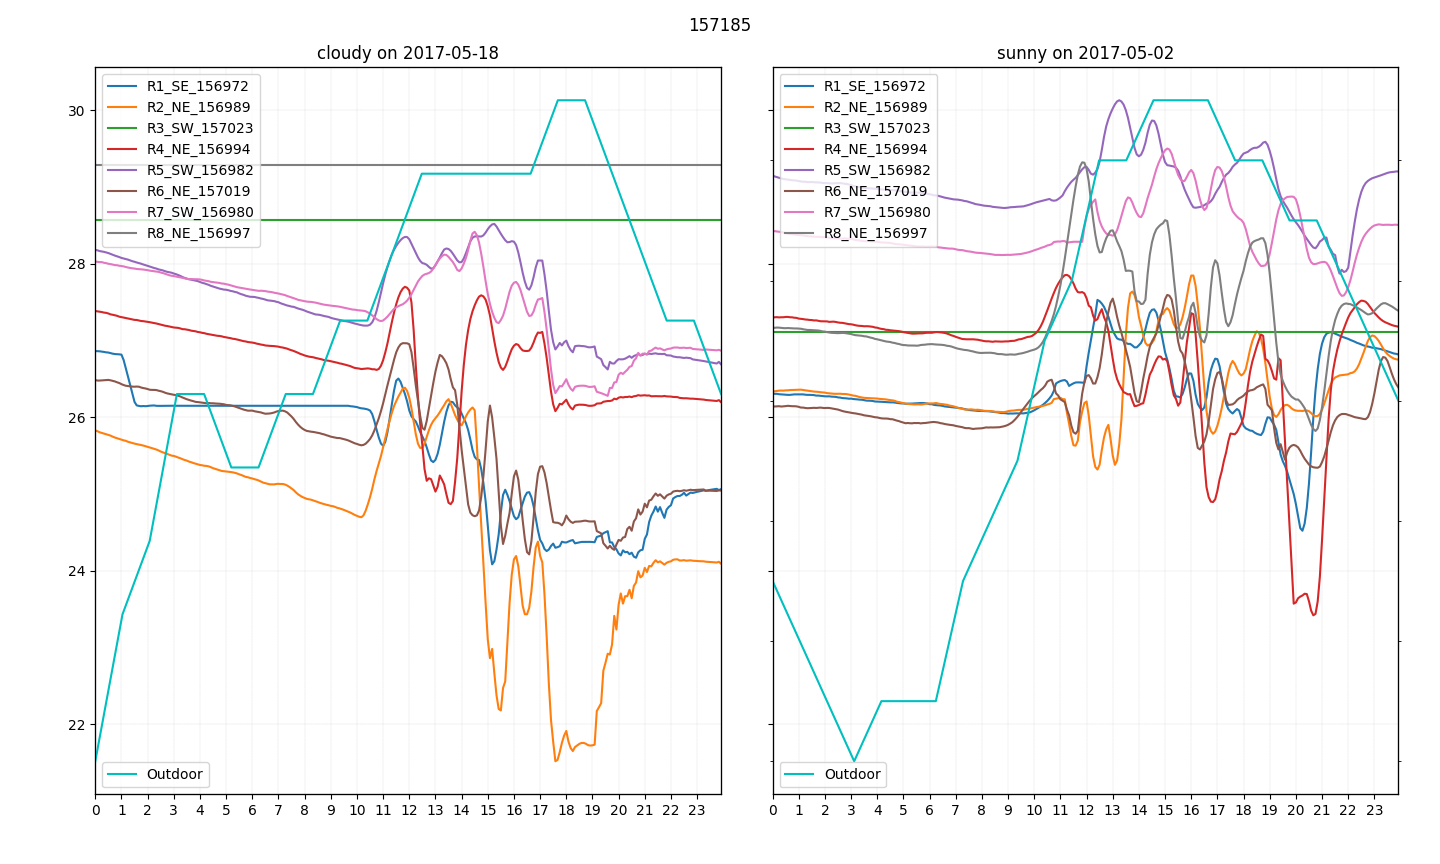 157185
cloudy on 2017-05-18
R1_SE_156972
R2_NE_156989
R3_SW_157023
R4_NE_156994
R5_SW_156982
R6_NE_157019
R7_SW_156980
R8_NE_156997
30
28
26
24
22
Outdoor
0 1 2 3 4 5 6 7 8 9 10 11 12 13 14 15 16 17 18 19 20 21 22 23
sunny on 2017-05-02
R1_SE_156972
R2_NE_156989
R3_SW_157023
R4_NE_156994
R5_SW_156982
R6_NE_157019
R7_SW_156980
R8_NE_156997
Outdoor
0 1 2 3 4 5 6 7 8 9 10 11 12 13 14 15 16 17 18 19 20 21 22 23